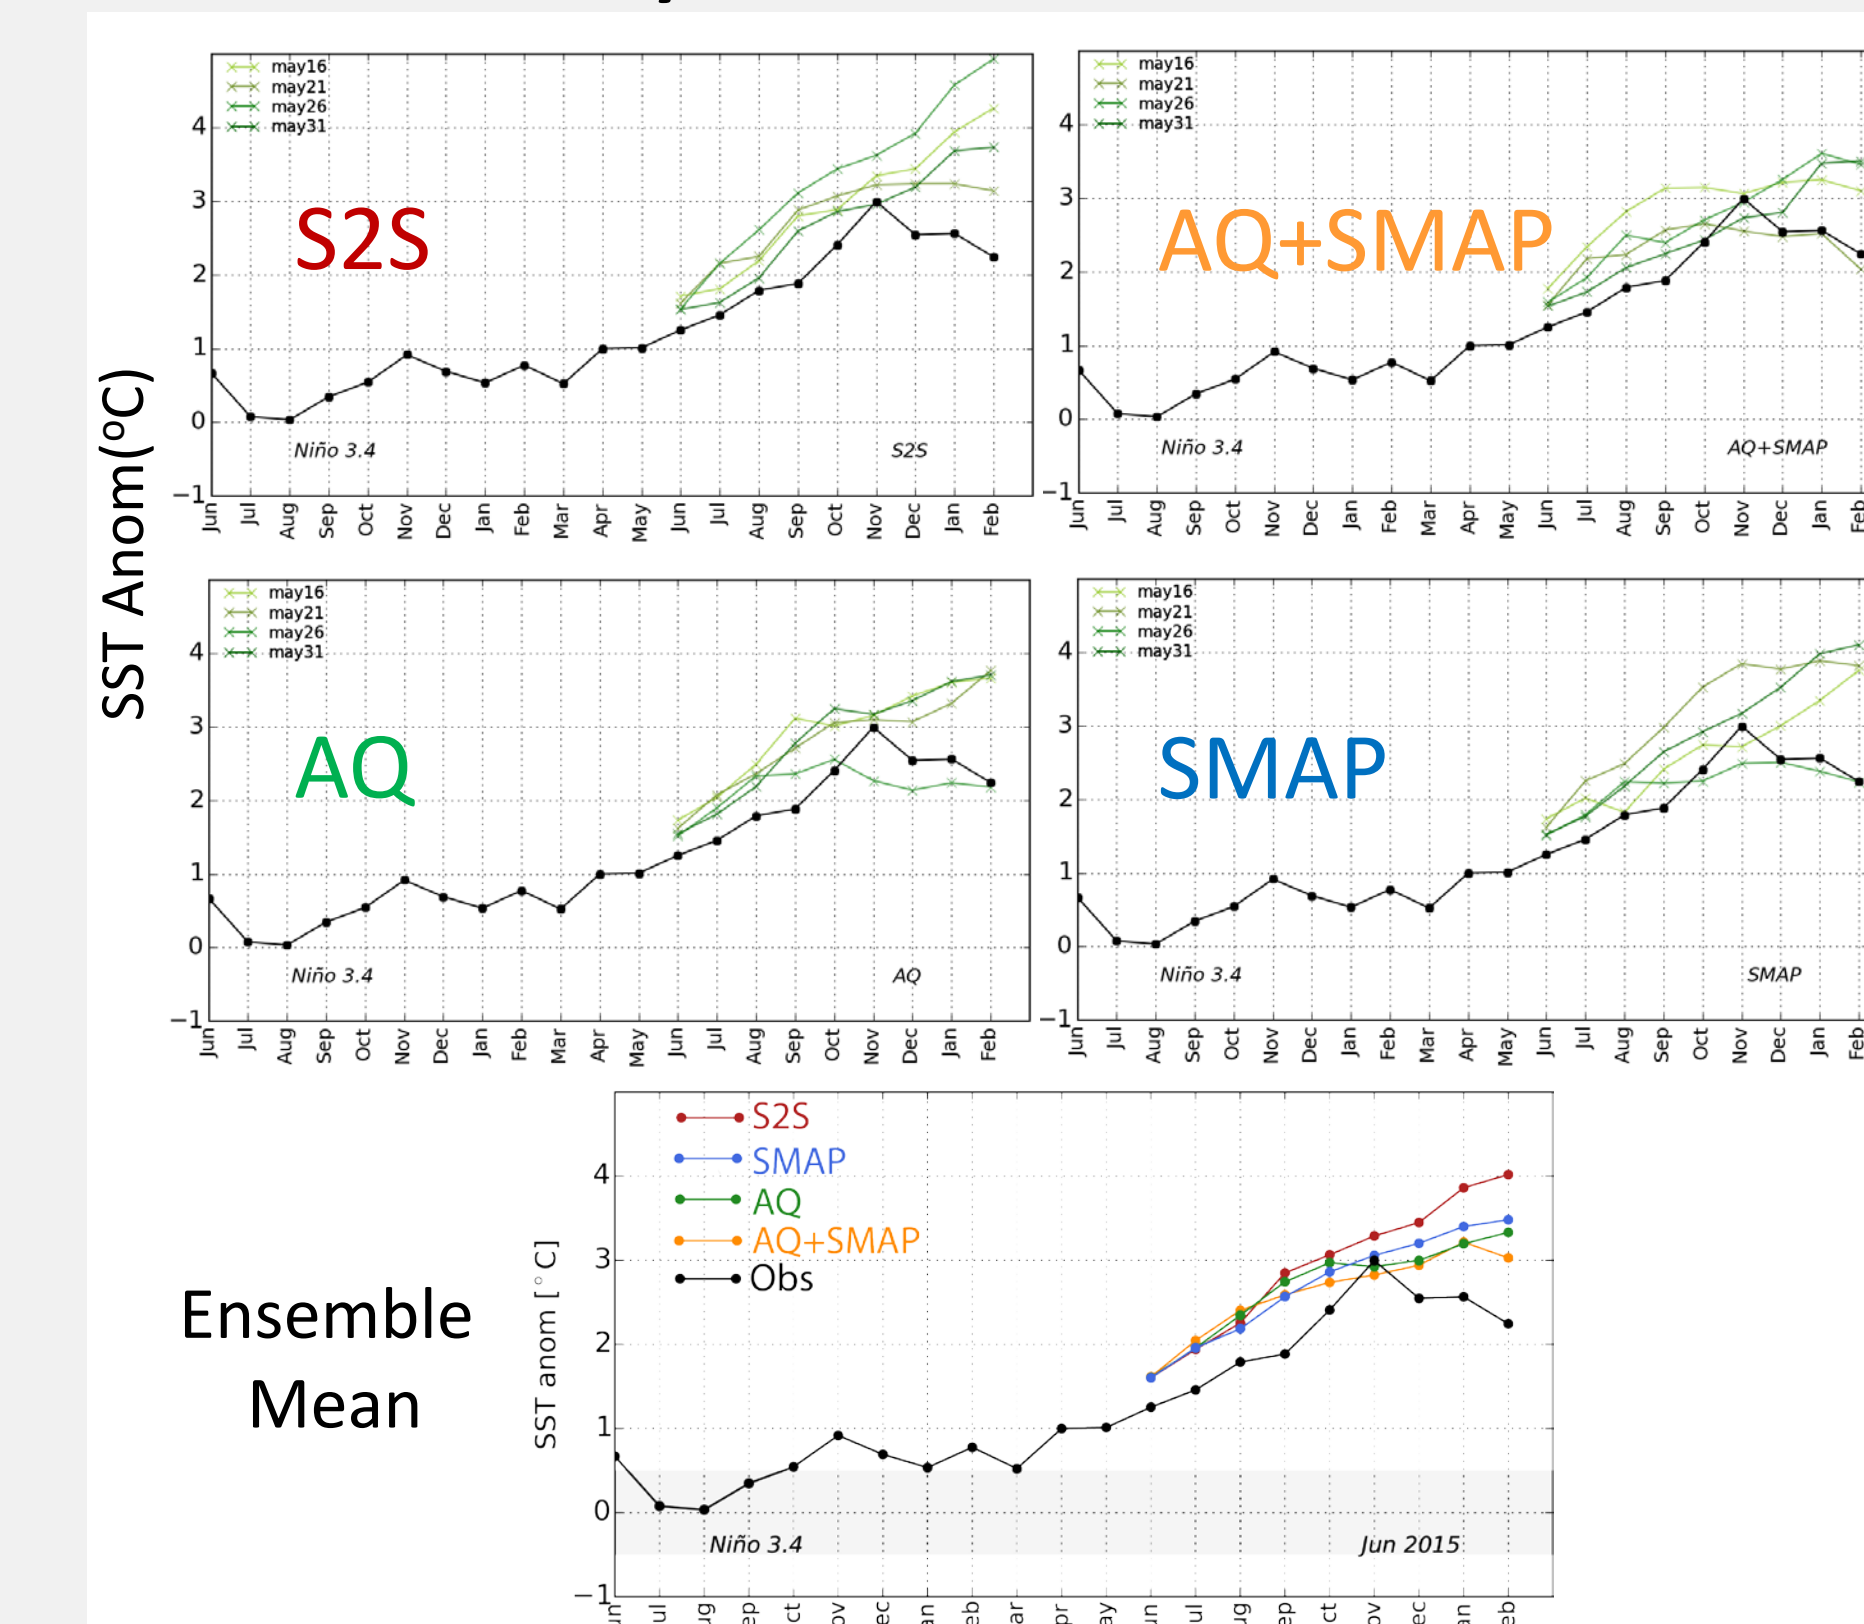 may16
may21
may26
may31
S2S
4
3
2
1
0
−1
Niño 3.4
S2S
Jun Jul Aug Sep Oct Nov Dec Jan Feb Mar Apr May Jun Jul Aug Sep Oct Nov Dec Jan Feb
may16
may21
may26
may31
AQ+SMAP
4
3
2
1
0
−1
Niño 3.4
AQ+SMAP
Jun Jul Aug Sep Oct Nov Dec Jan Feb Mar Apr May Jun Jul Aug Sep Oct Nov Dec Jan Feb
SST Anom(ºC)
may16
may21
may26
may31
AQ
4
3
2
1
0
−1
Niño 3.4
AQ
Jun Jul Aug Sep Oct Nov Dec Jan Feb Mar Apr May Jun Jul Aug Sep Oct Nov Dec Jan Feb
may16
may21
may26
may31
SMAP
4
3
2
1
0
−1
Niño 3.4
SMAP
Jun Jul Aug Sep Oct Nov Dec Jan Feb Mar Apr May Jun Jul Aug Sep Oct Nov Dec Jan Feb
Ensemble
Mean
SST anom [°C]
S2S
SMAP
AQ
AQ+SMAP
Obs
4
3
2
1
0
−1
Niño 3.4
Jun 2015